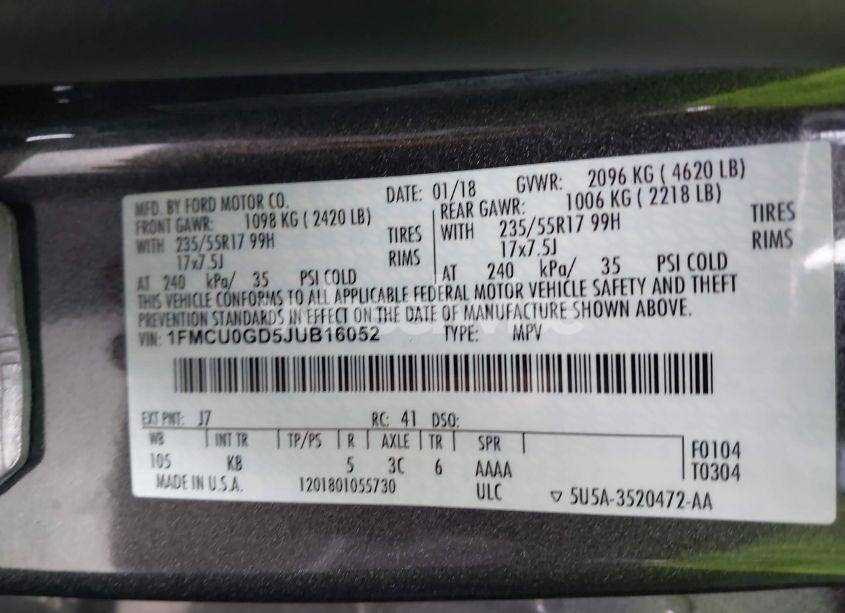 MFD. BY FORD MOTOR CO. DATE: 01/18 GVWR: 2096 KG ( 4620 LB)
FRONT GAWR: 1098 KG ( 2420 LB) REAR GAWR: 1006 KG ( 2218 LB)
WITH 235/55R17 99H TIRES WITH 235/55R17 99H TIRES
17x7.5J RIMS 17x7.5J RIMS
AT 240 kPa/ 35 PSI COLD AT 240 kPa/ 35 PSI COLD
THIS VEHICLE CONFORMS TO ALL APPLICABLE FEDERAL MOTOR VEHICLE SAFETY AND THEFT
PREVENTION STANDARDS IN EFFECT ON THE DATE OF MANUFACTURE SHOWN ABOVE.
VIN: 1FMCU0GD5JUB16052 TYPE: MPV
EXT PNT: J7 RC: 41 DSO:
WB INT TR TP/PS R AXLE TR SPR F0104
105 KB 5 3C 6 AAAA T0304
MADE IN U.S.A. 1201801055730 ULC ▽ 5U5A-3520472-AA